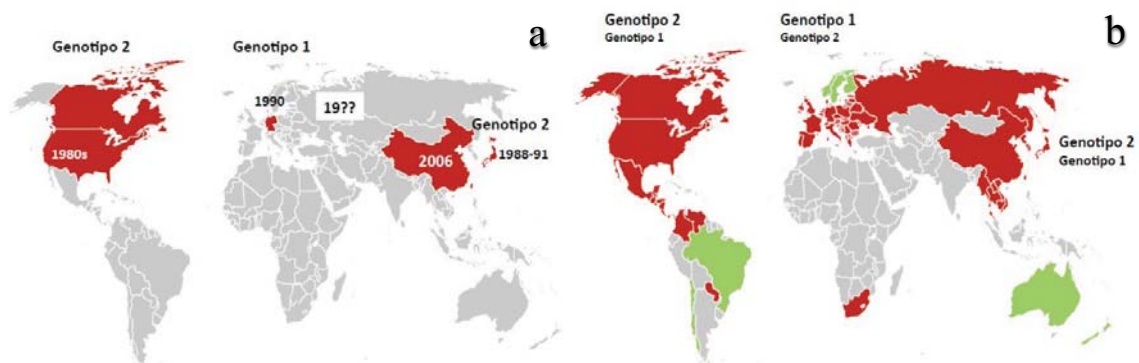 a
Genotipo 2
Genotipo 1
1990
19??
Genotipo 2
1980s
2006
1988-91
b
Genotipo 2
Genotipo 1
Genotipo 1
Genotipo 2
Genotipo 2
Genotipo 1